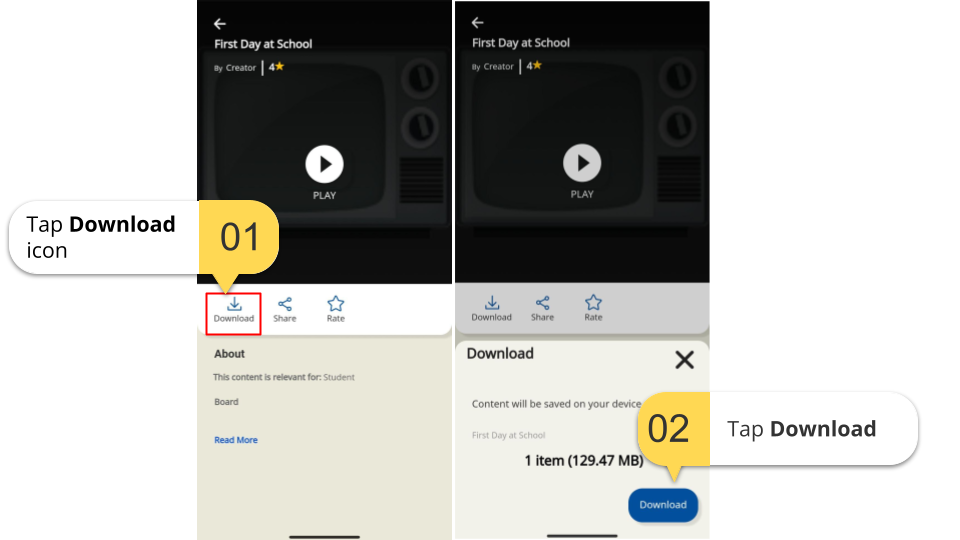 First Day at School
By Creator | 4★
PLAY
Tap Download
icon
01
Download
Share
Rate
About
This content is relevant for: Student
Board
Read More
First Day at School
By Creator | 4★
PLAY
Download
Share
Rate
Download
Content will be saved on your device
First Day at School
1 item (129.47 MB)
02
Tap Download
Download